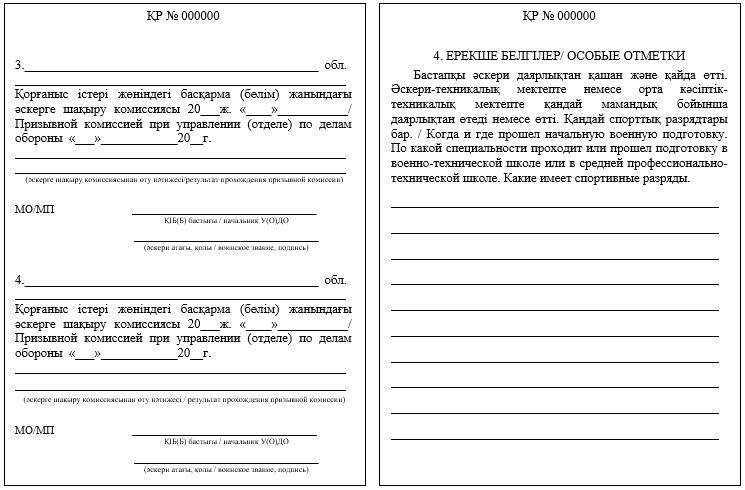 ҚР № 000000
3.______________________________ обл.
Қорғаныс істері жөніндегі басқарма (бөлім) жанындағы
әскерге шақыру комиссиясы 20___ж. «____»___________/
Призывной комиссией при управлении (отделе) по делам
обороны «___»____________20__г.
(әскерге шақыру комиссиясынан өту нәтижесі/результат прохождения призывной комиссии)
МО/МП
ҚІБ(Б) бастығы / начальник У(О)ДО
(әскери атағы, қолы / воинское звание, подпись)
4.______________________________ обл.
Қорғаныс істері жөніндегі басқарма (бөлім) жанындағы
әскерге шақыру комиссиясы 20___ж. «____»___________/
Призывной комиссией при управлении (отделе) по делам
обороны «___»____________20__г.
(әскерге шақыру комиссиясынан өту нәтижесі / результат прохождения призывной комиссии)
МО/МП
ҚІБ(Б) бастығы / начальник У(О)ДО
(әскери атағы, қолы / воинское звание, подпись)
ҚР № 000000
4. ЕРЕКШЕ БЕЛГІЛЕР/ ОСОБЫЕ ОТМЕТКИ
Бастапқы әскери даярлықтан қашан және қайда өтті.
Әскери-техникалық мектепте немесе орта кәсіптік-
техникалық мектепте қандай мамандық бойынша
даярлықтан өтеді немесе өтті. Қандай спорттық разрядтары
бар. / Когда и где прошел начальную военную подготовку.
По какой специальности проходит или прошел подготовку в
военно-технической школе или в средней профессионально-
технической школе. Какие имеет спортивные разряды.